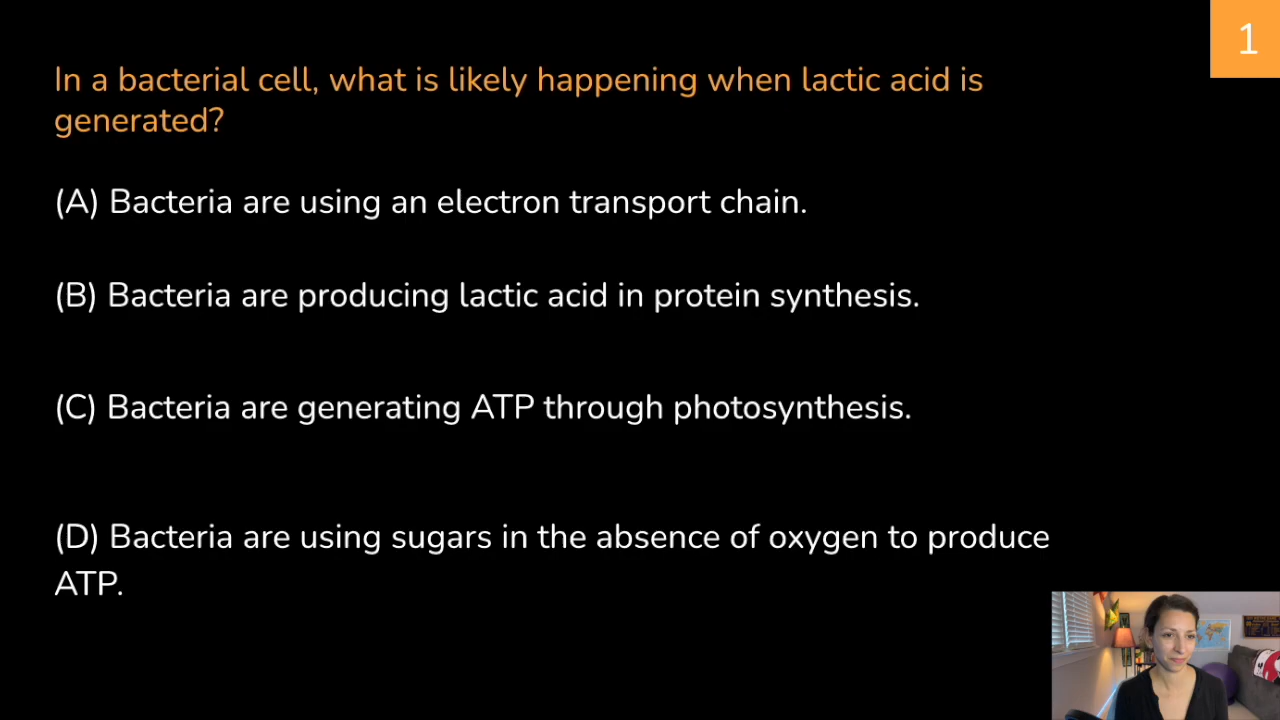 1
In a bacterial cell, what is likely happening when lactic acid is
generated?
(A) Bacteria are using an electron transport chain.
(B) Bacteria are producing lactic acid in protein synthesis.
(C) Bacteria are generating ATP through photosynthesis.
(D) Bacteria are using sugars in the absence of oxygen to produce
ATP.